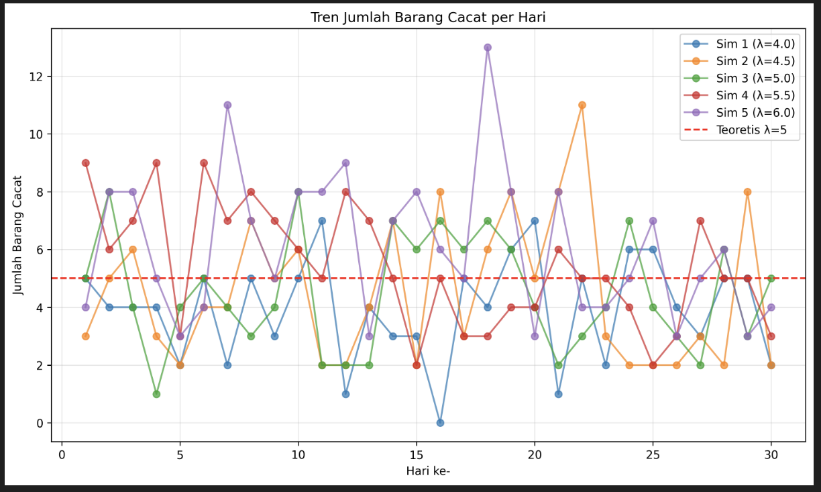 Tren Jumlah Barang Cacat per Hari
Jumlah Barang Cacat
12
10
8
6
4
2
0
Sim 1 (λ=4.0)
Sim 2 (λ=4.5)
Sim 3 (λ=5.0)
Sim 4 (λ=5.5)
Sim 5 (λ=6.0)
Teoretis λ=5
0 5 10 15 20 25 30
Hari ke-